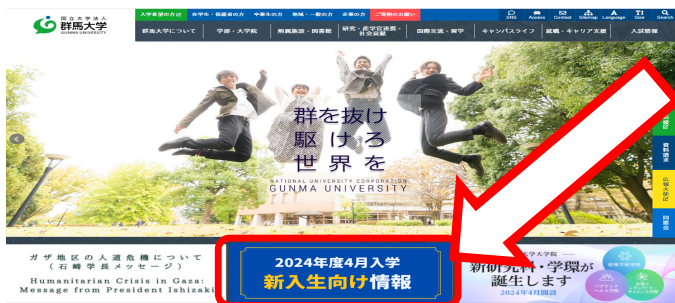 国立大学法人
群馬大学
GUNMA UNIVERSITY
入学希望の方へ 在学生・保護者の方 卒業生の方 地域・一般の方 企業の方 ご寄附のお願い
SNS Access Contact Sitemap Language Size Search
群馬大学について 学部・大学院 附属施設・図書館 研究・産学官連携・社会貢献 国際交流・留学 キャンパスライフ 就職・キャリア支援 入試情報
群を抜け
駆けろ
世界を
NATIONAL UNIVERSITY CORPORATION
GUNMA UNIVERSITY
資料請求
広報大使
同窓会
ガザ地区の人道危機について
(石崎学長メッセージ)
Humanitarian Crisis in Gaza:
Message from President Ishizaki
2024年度4月入学
新入生向け情報
大学大学院
新研究科・学環が
誕生します
2024年4月開設